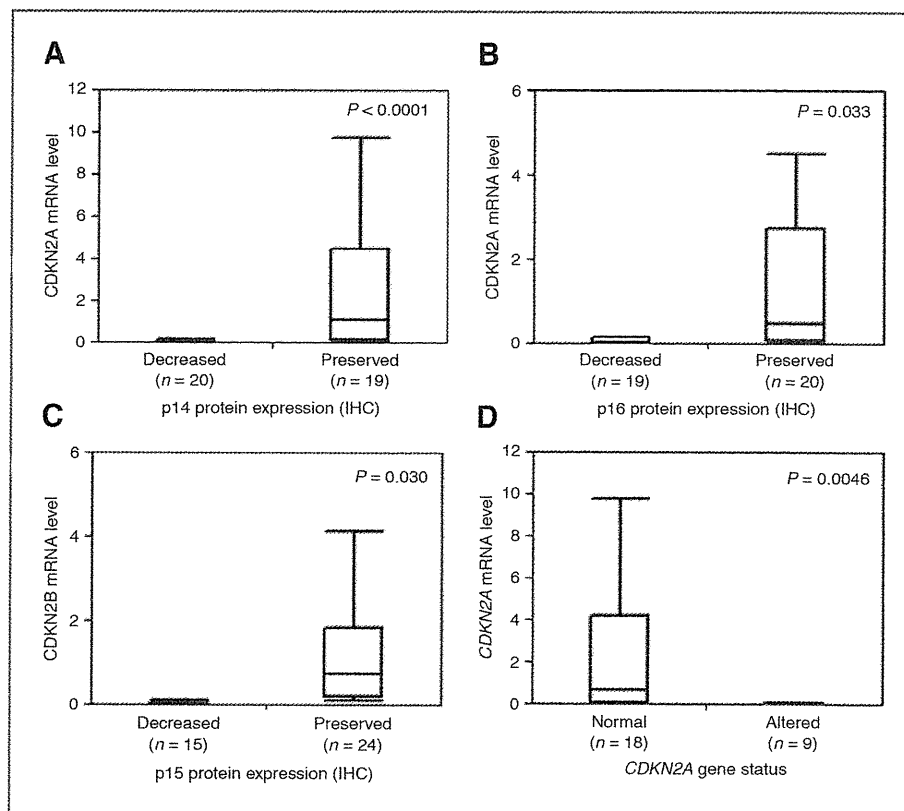 A
P < 0.0001
CDKN2A mRNA level
12
10
8
6
4
2
0
Decreased
(n = 20)
Preserved
(n = 19)
p14 protein expression (IHC)
B
P = 0.033
CDKN2A mRNA level
6
4
2
0
Decreased
(n = 19)
Preserved
(n = 20)
p16 protein expression (IHC)
C
P = 0.030
CDKN2B mRNA level
6
4
2
0
Decreased
(n = 15)
Preserved
(n = 24)
p15 protein expression (IHC)
D
P = 0.0046
CDKN2A mRNA level
12
10
8
6
4
2
0
Normal
(n = 18)
Altered
(n = 9)
CDKN2A gene status